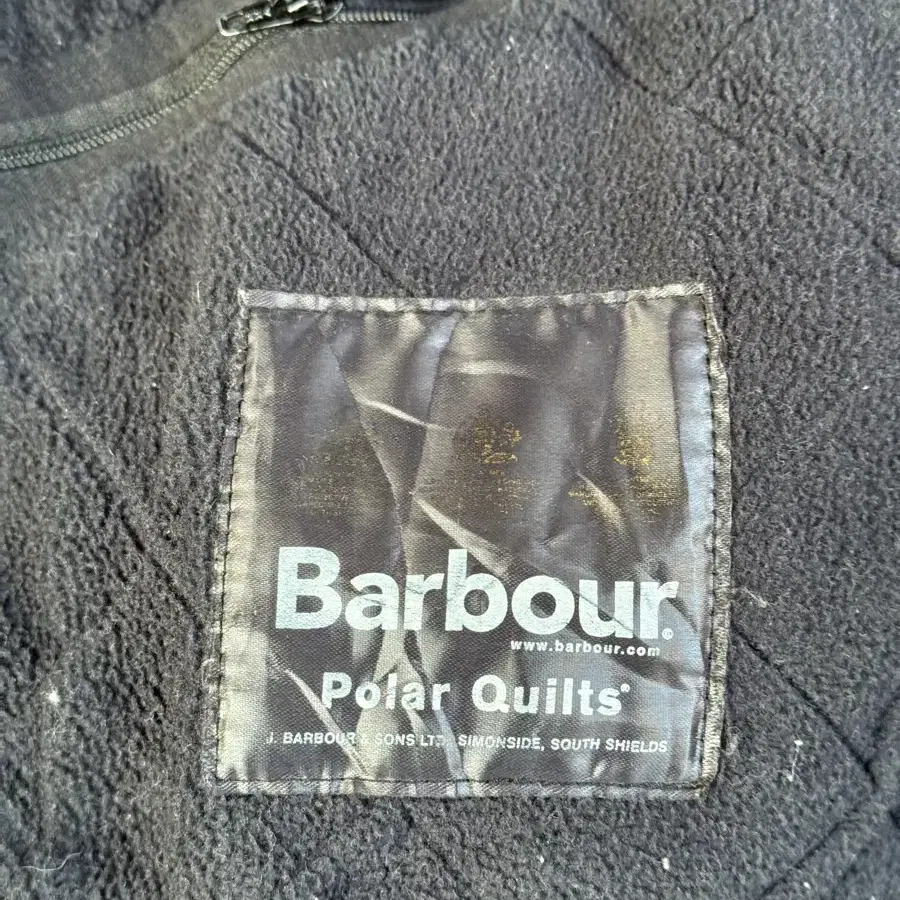 Barbour©
www.barbour.com
Polar Quilts®
J. BARBOUR & SONS LTD, SIMONSIDE, SOUTH SHIELDS